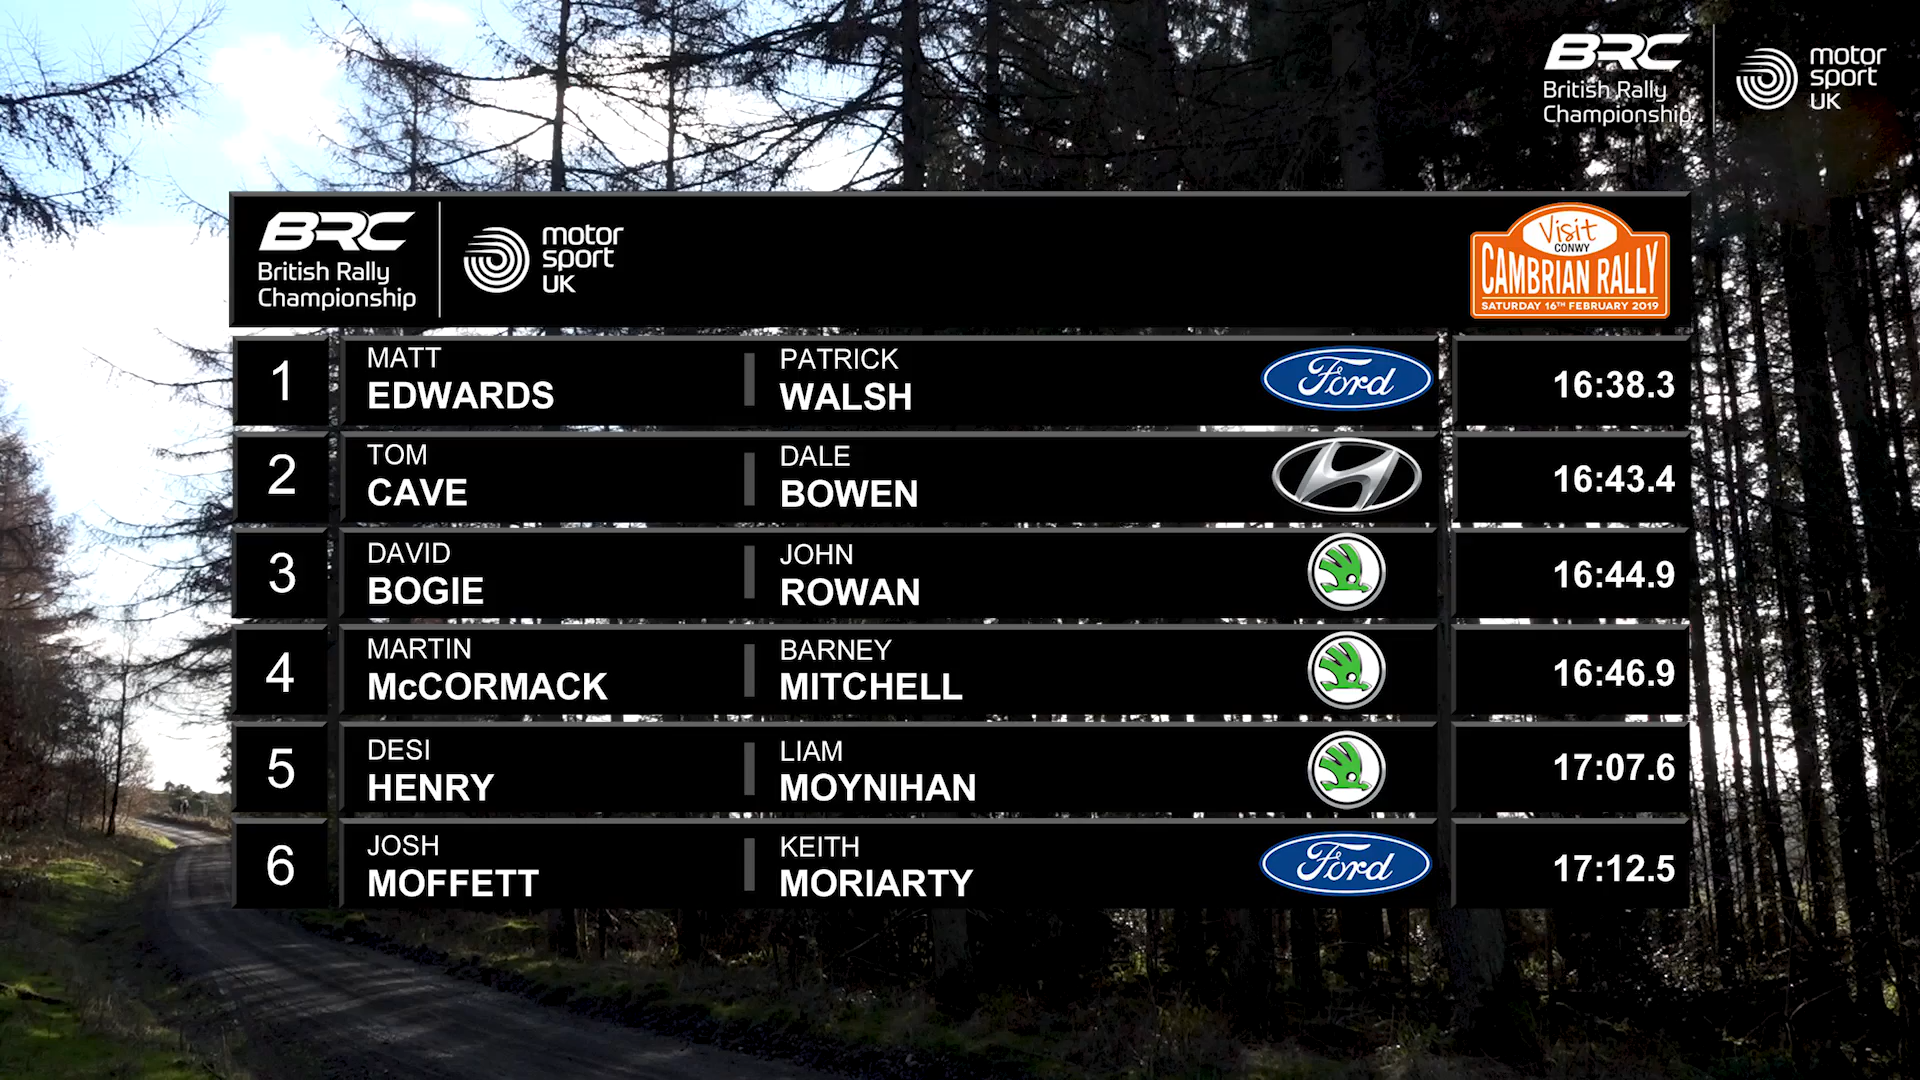 BRC
British Rally
Championship
motor
sport
UK
BRC
British Rally
Championship
motor
sport
UK
Visit
CONWY
CAMBRIAN RALLY
SATURDAY 16TH FEBRUARY 2019
1
MATT
EDWARDS
PATRICK
WALSH
Ford
16:38.3
2
TOM
CAVE
DALE
BOWEN
16:43.4
3
DAVID
BOGIE
JOHN
ROWAN
16:44.9
4
MARTIN
McCORMACK
BARNEY
MITCHELL
16:46.9
5
DESI
HENRY
LIAM
MOYNIHAN
17:07.6
6
JOSH
MOFFETT
KEITH
MORIARTY
Ford
17:12.5